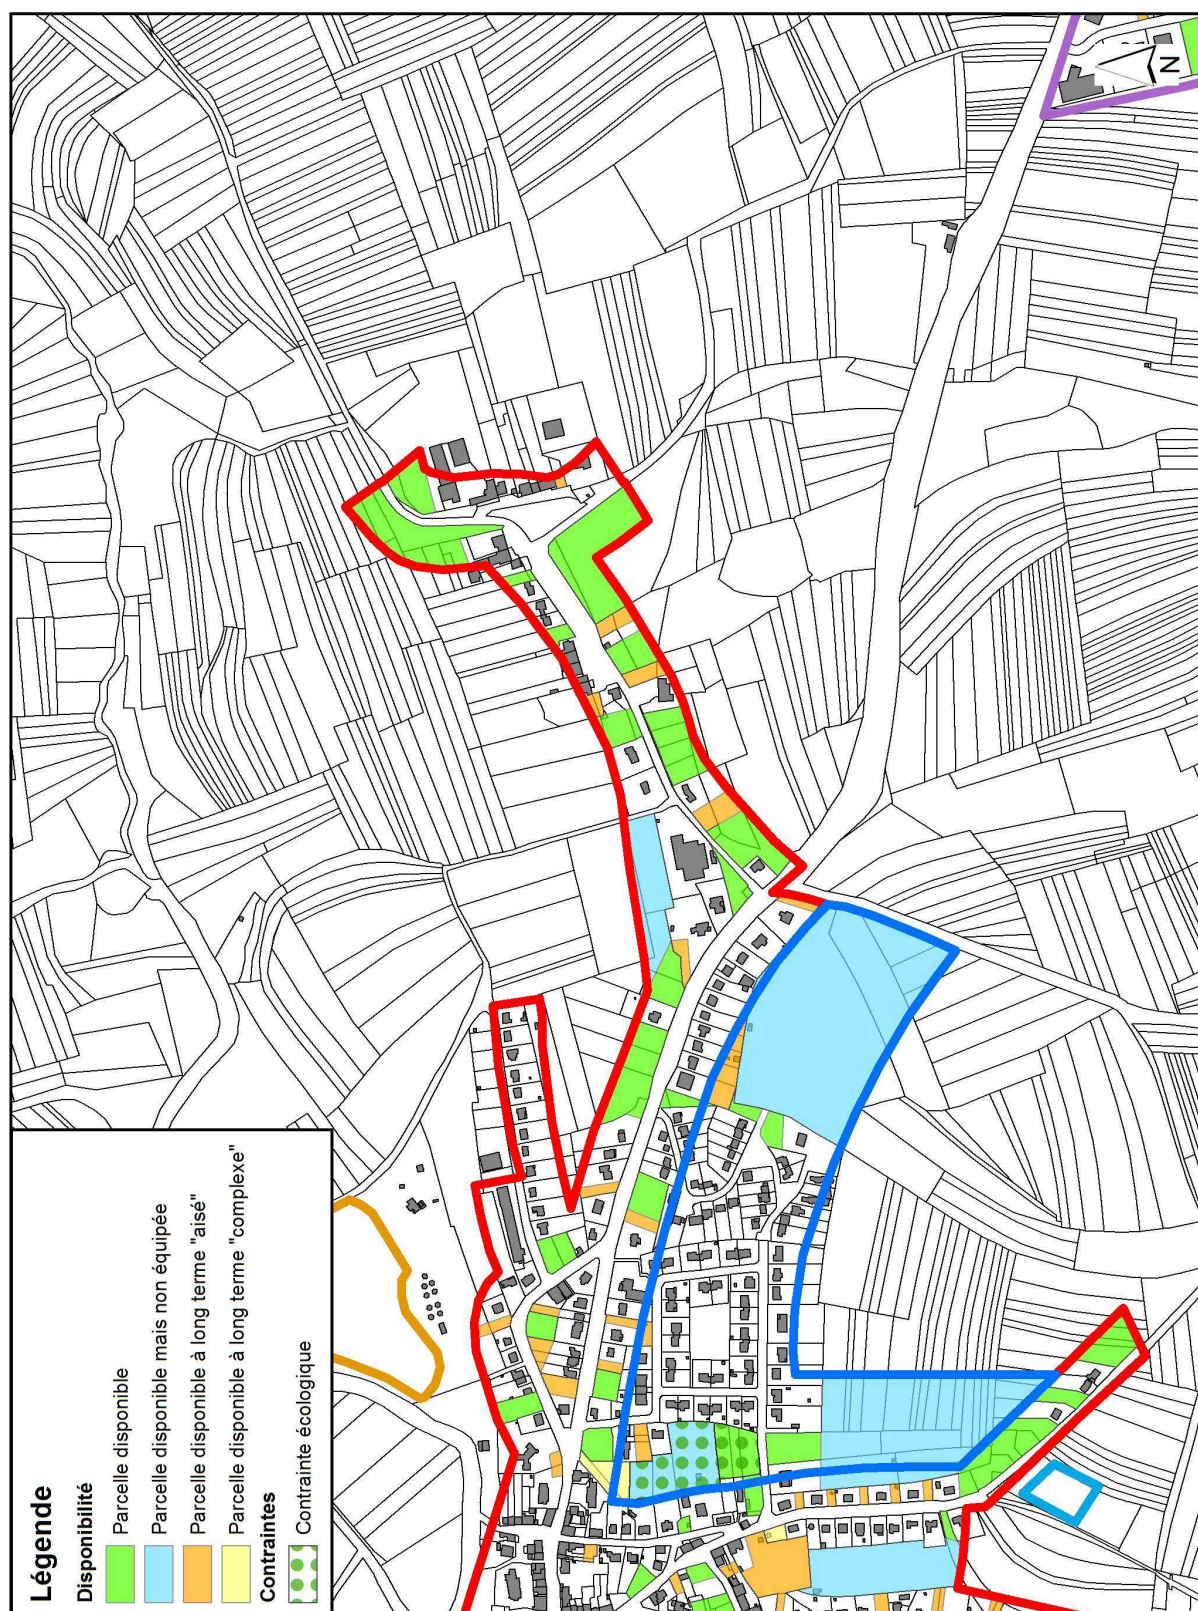 Légende
Disponibilité
Parcelle disponible
Parcelle disponible mais non équipée
Parcelle disponible à long terme "aisé"
Parcelle disponible à long terme "complexe"
Contraintes
Contrainte écologique
N